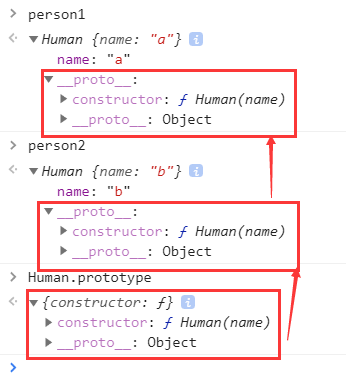 > person1
<· ▼ Human {name: "a"} i
name: "a"
▼ __proto__:
▶ constructor: ƒ Human(name)
▶ __proto__: Object
> person2
<· ▼ Human {name: "b"} i
name: "b"
▼ __proto__:
▶ constructor: ƒ Human(name)
▶ __proto__: Object
> Human.prototype
<· ▼ {constructor: ƒ} i
▶ constructor: ƒ Human(name)
▶ __proto__: Object
>